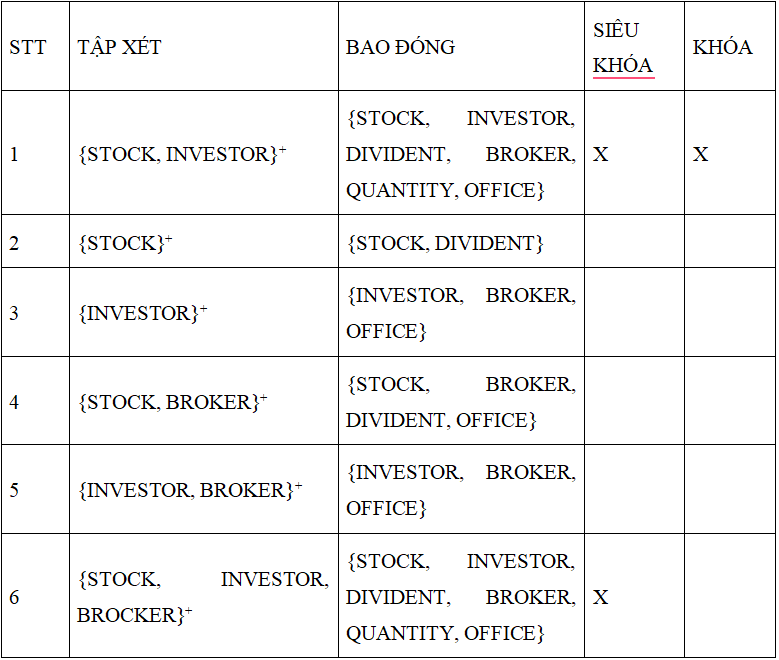 STT TẬP XÉT BAO ĐÓNG SIÊU KHÓA KHÓA
1 {STOCK, INVESTOR}+ {STOCK, INVESTOR,
DIVIDENT, BROKER,
QUANTITY, OFFICE} X X
2 {STOCK}+ {STOCK, DIVIDENT}
3 {INVESTOR}+ {INVESTOR, BROKER,
OFFICE}
4 {STOCK, BROKER}+ {STOCK, BROKER,
DIVIDENT, OFFICE}
5 {INVESTOR, BROKER}+ {INVESTOR, BROKER,
OFFICE}
6 {STOCK, INVESTOR,
BROCKER}+ {STOCK, INVESTOR,
DIVIDENT, BROKER,
QUANTITY, OFFICE} X